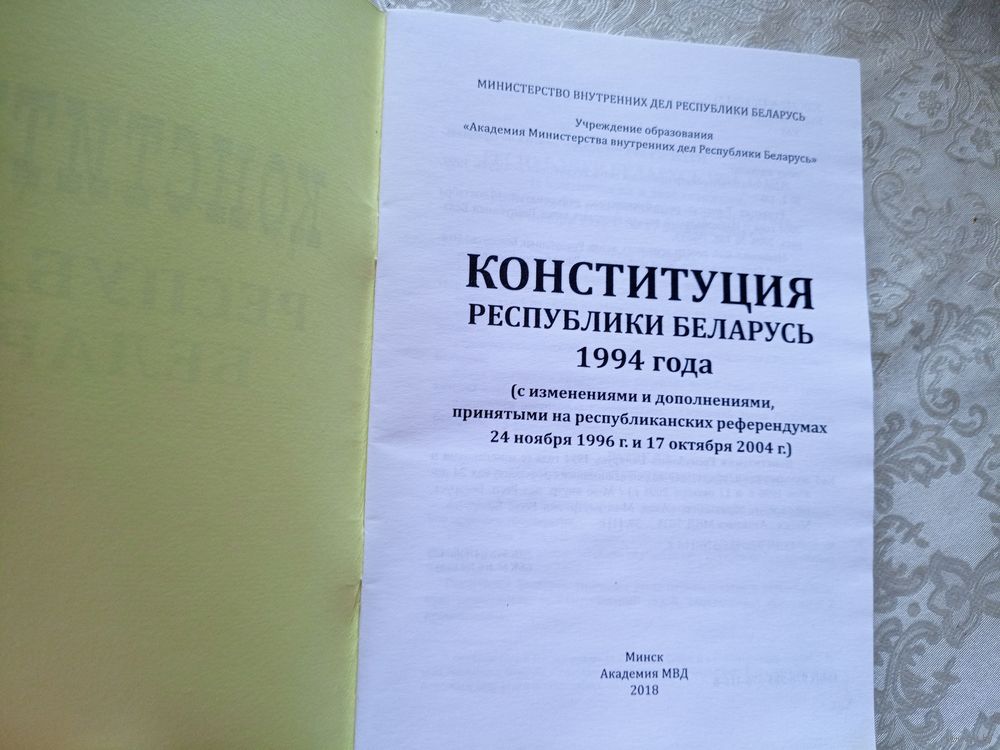 МИНИСТЕРСТВО ВНУТРЕННИХ ДЕЛ РЕСПУБЛИКИ БЕЛАРУСЬ
Учреждение образования
«Академия Министерства внутренних дел Республики Беларусь»
КОНСТИТУЦИЯ
РЕСПУБЛИКИ БЕЛАРУСЬ
1994 года
(с изменениями и дополнениями,
принятыми на республиканских референдумах
24 ноября 1996 г. и 17 октября 2004 г.)
Минск
Академия МВД
2018